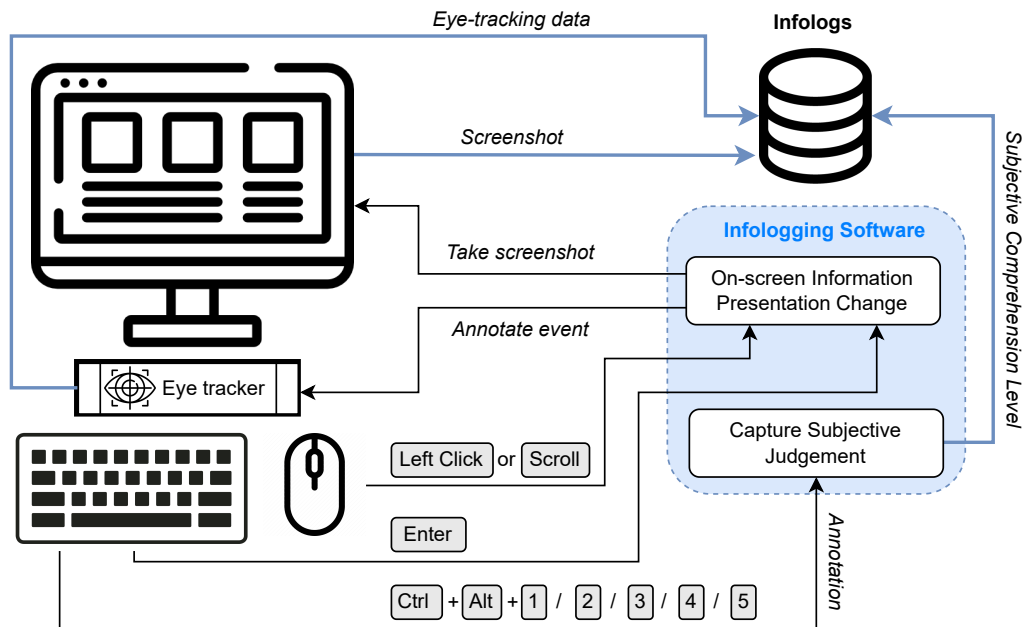 Eye-tracking data
Infologs
Screenshot
Subjective Comprehension Level
Infologging Software
Take screenshot
On-screen Information
Presentation Change
Annotate event
Eye tracker
Capture Subjective
Judgement
Left Click or Scroll
Enter
Annotation
Ctrl + Alt + 1 / 2 / 3 / 4 / 5